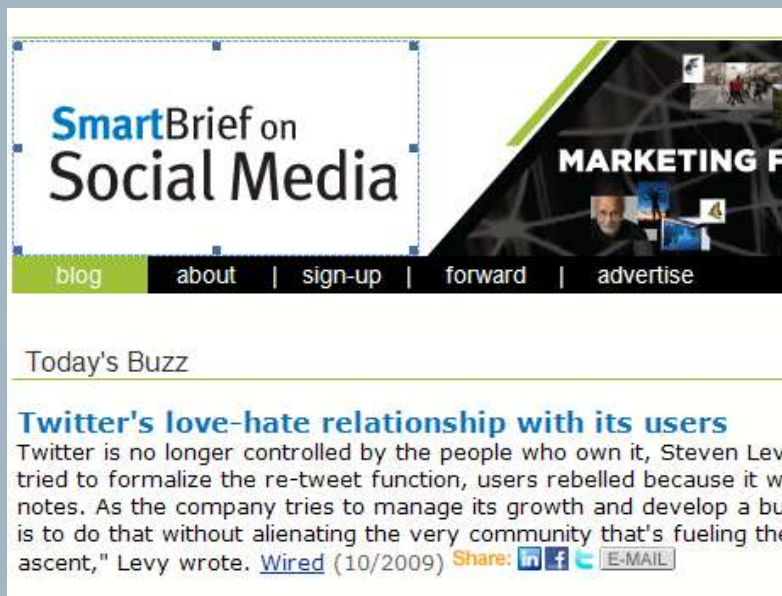 SmartBrief on
Social Media
MARKETING F
blog about | sign-up | forward | advertise
Today's Buzz
Twitter's love-hate relationship with its users
Twitter is no longer controlled by the people who own it, Steven Lev
tried to formalize the re-tweet function, users rebelled because it w
notes. As the company tries to manage its growth and develop a bu
is to do that without alienating the very community that's fueling the
ascent," Levy wrote. Wired (10/2009) Share: in f t E-MAIL